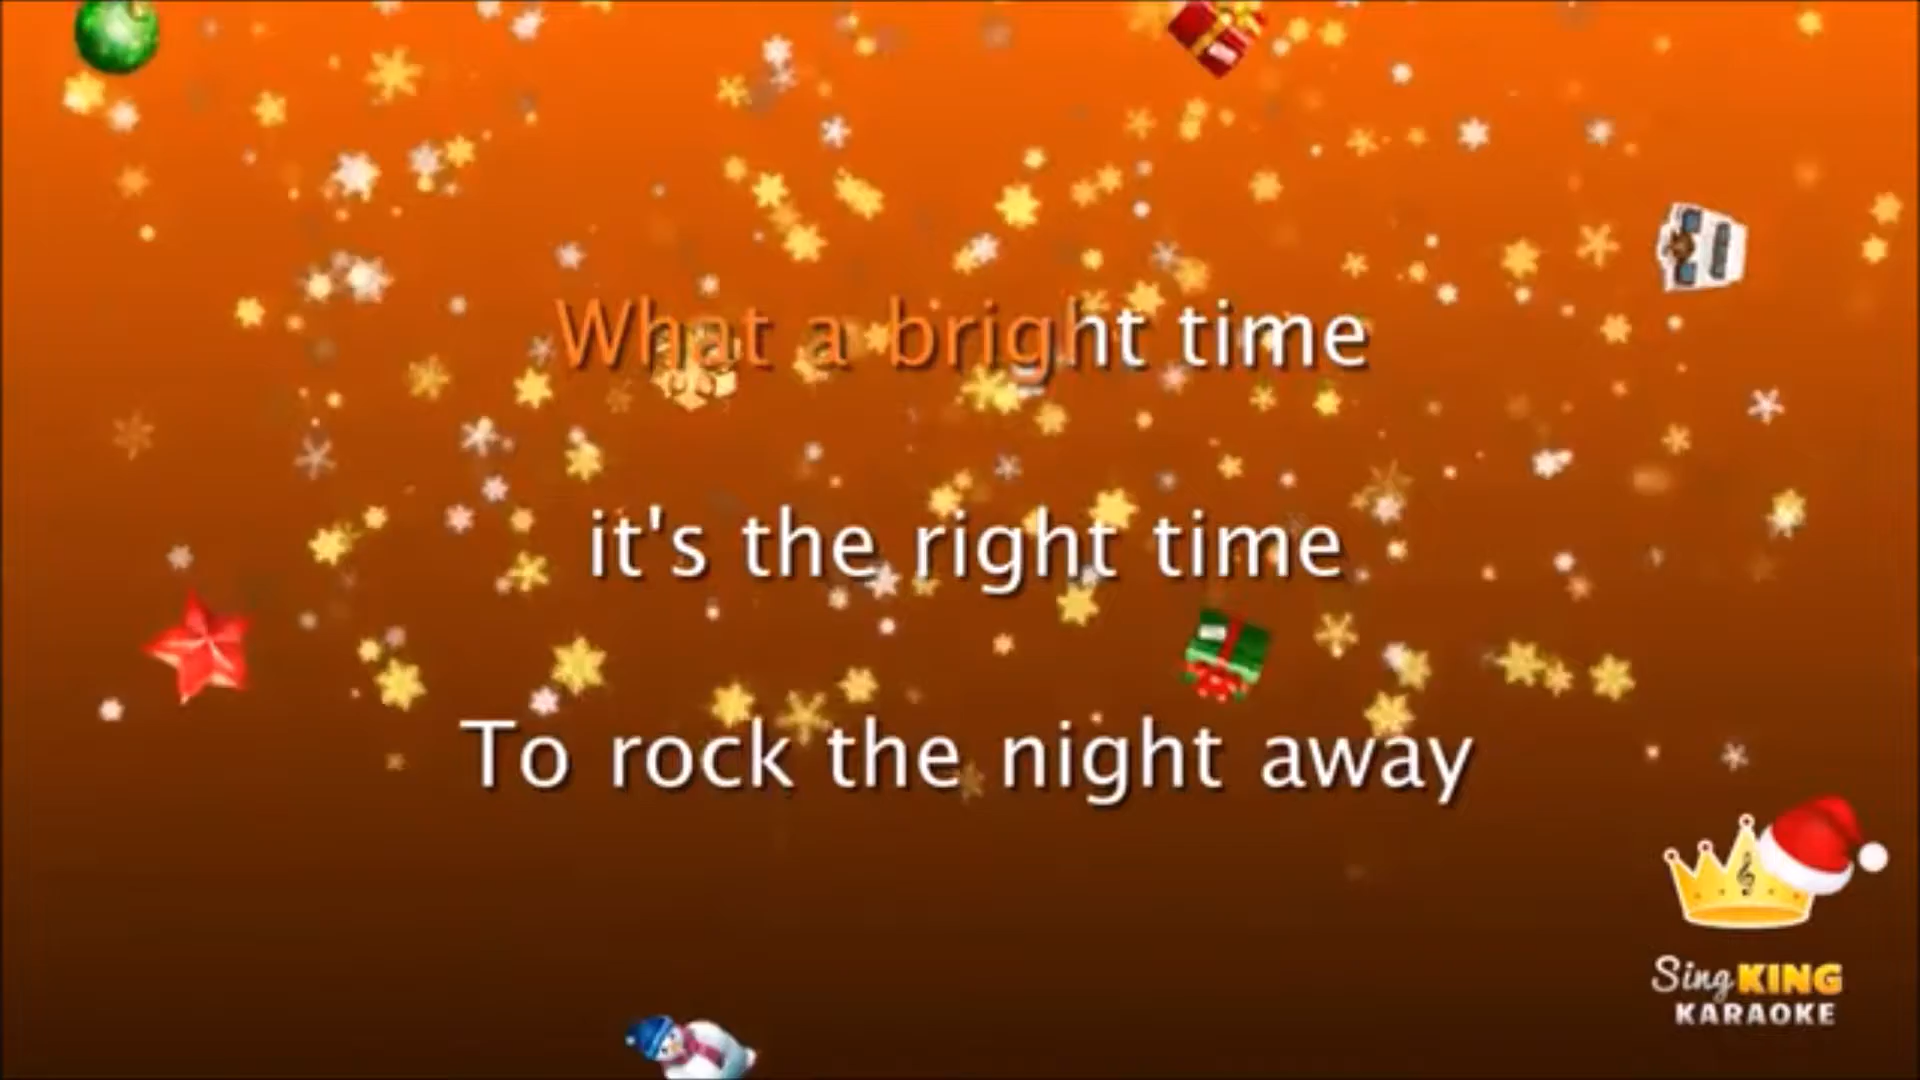 What a bright time
it's the right time
To rock the night away
Sing KING
KARAOKE